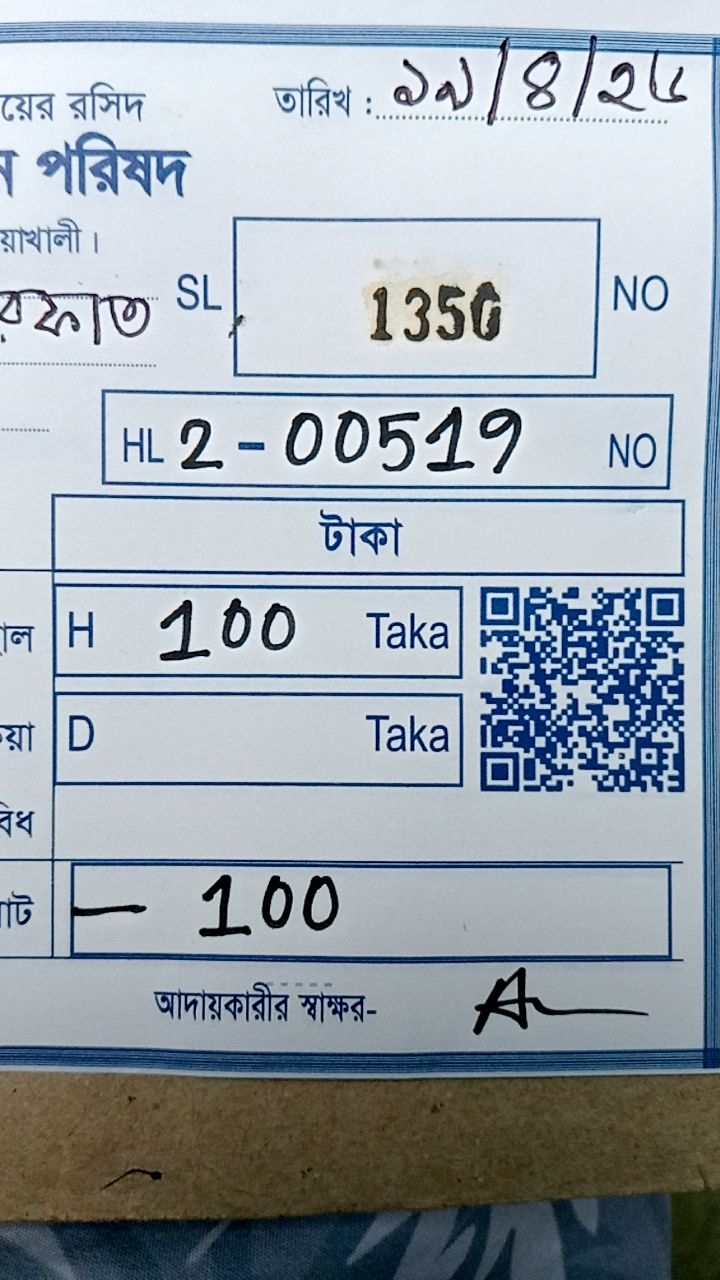 য়ের রসিদ তারিখ : ১৯/৪/২৬
ন পরিষদ
য়াখালী।
রফাত SL 1356 NO
HL 2-00519 NO
টাকা
াল H 100 Taka
য়া D Taka
বিধ
াট — 100
আদায়কারীর স্বাক্ষর-